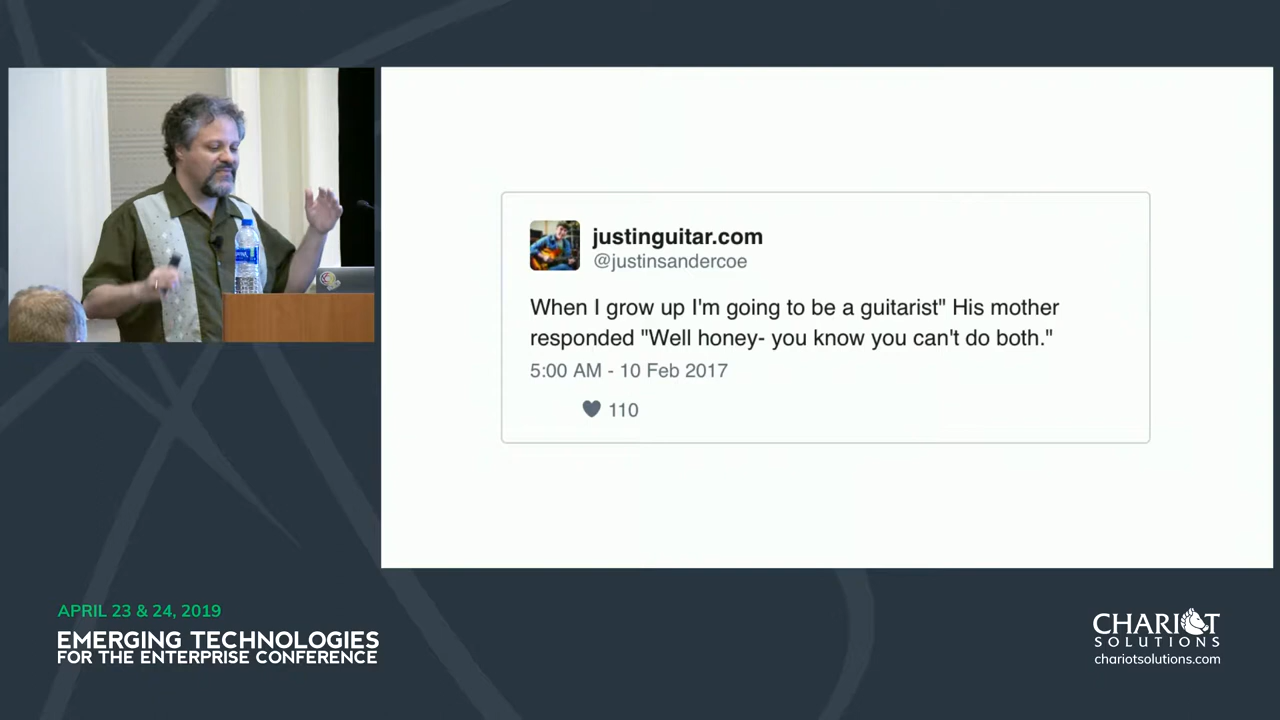 justinguitar.com
@justinsandercoe
When I grow up I'm going to be a guitarist" His mother
responded "Well honey- you know you can't do both."
5:00 AM - 10 Feb 2017
110
APRIL 23 & 24, 2019
EMERGING TECHNOLOGIES
FOR THE ENTERPRISE CONFERENCE
CHARIOT
SOLUTIONS
chariotsolutions.com